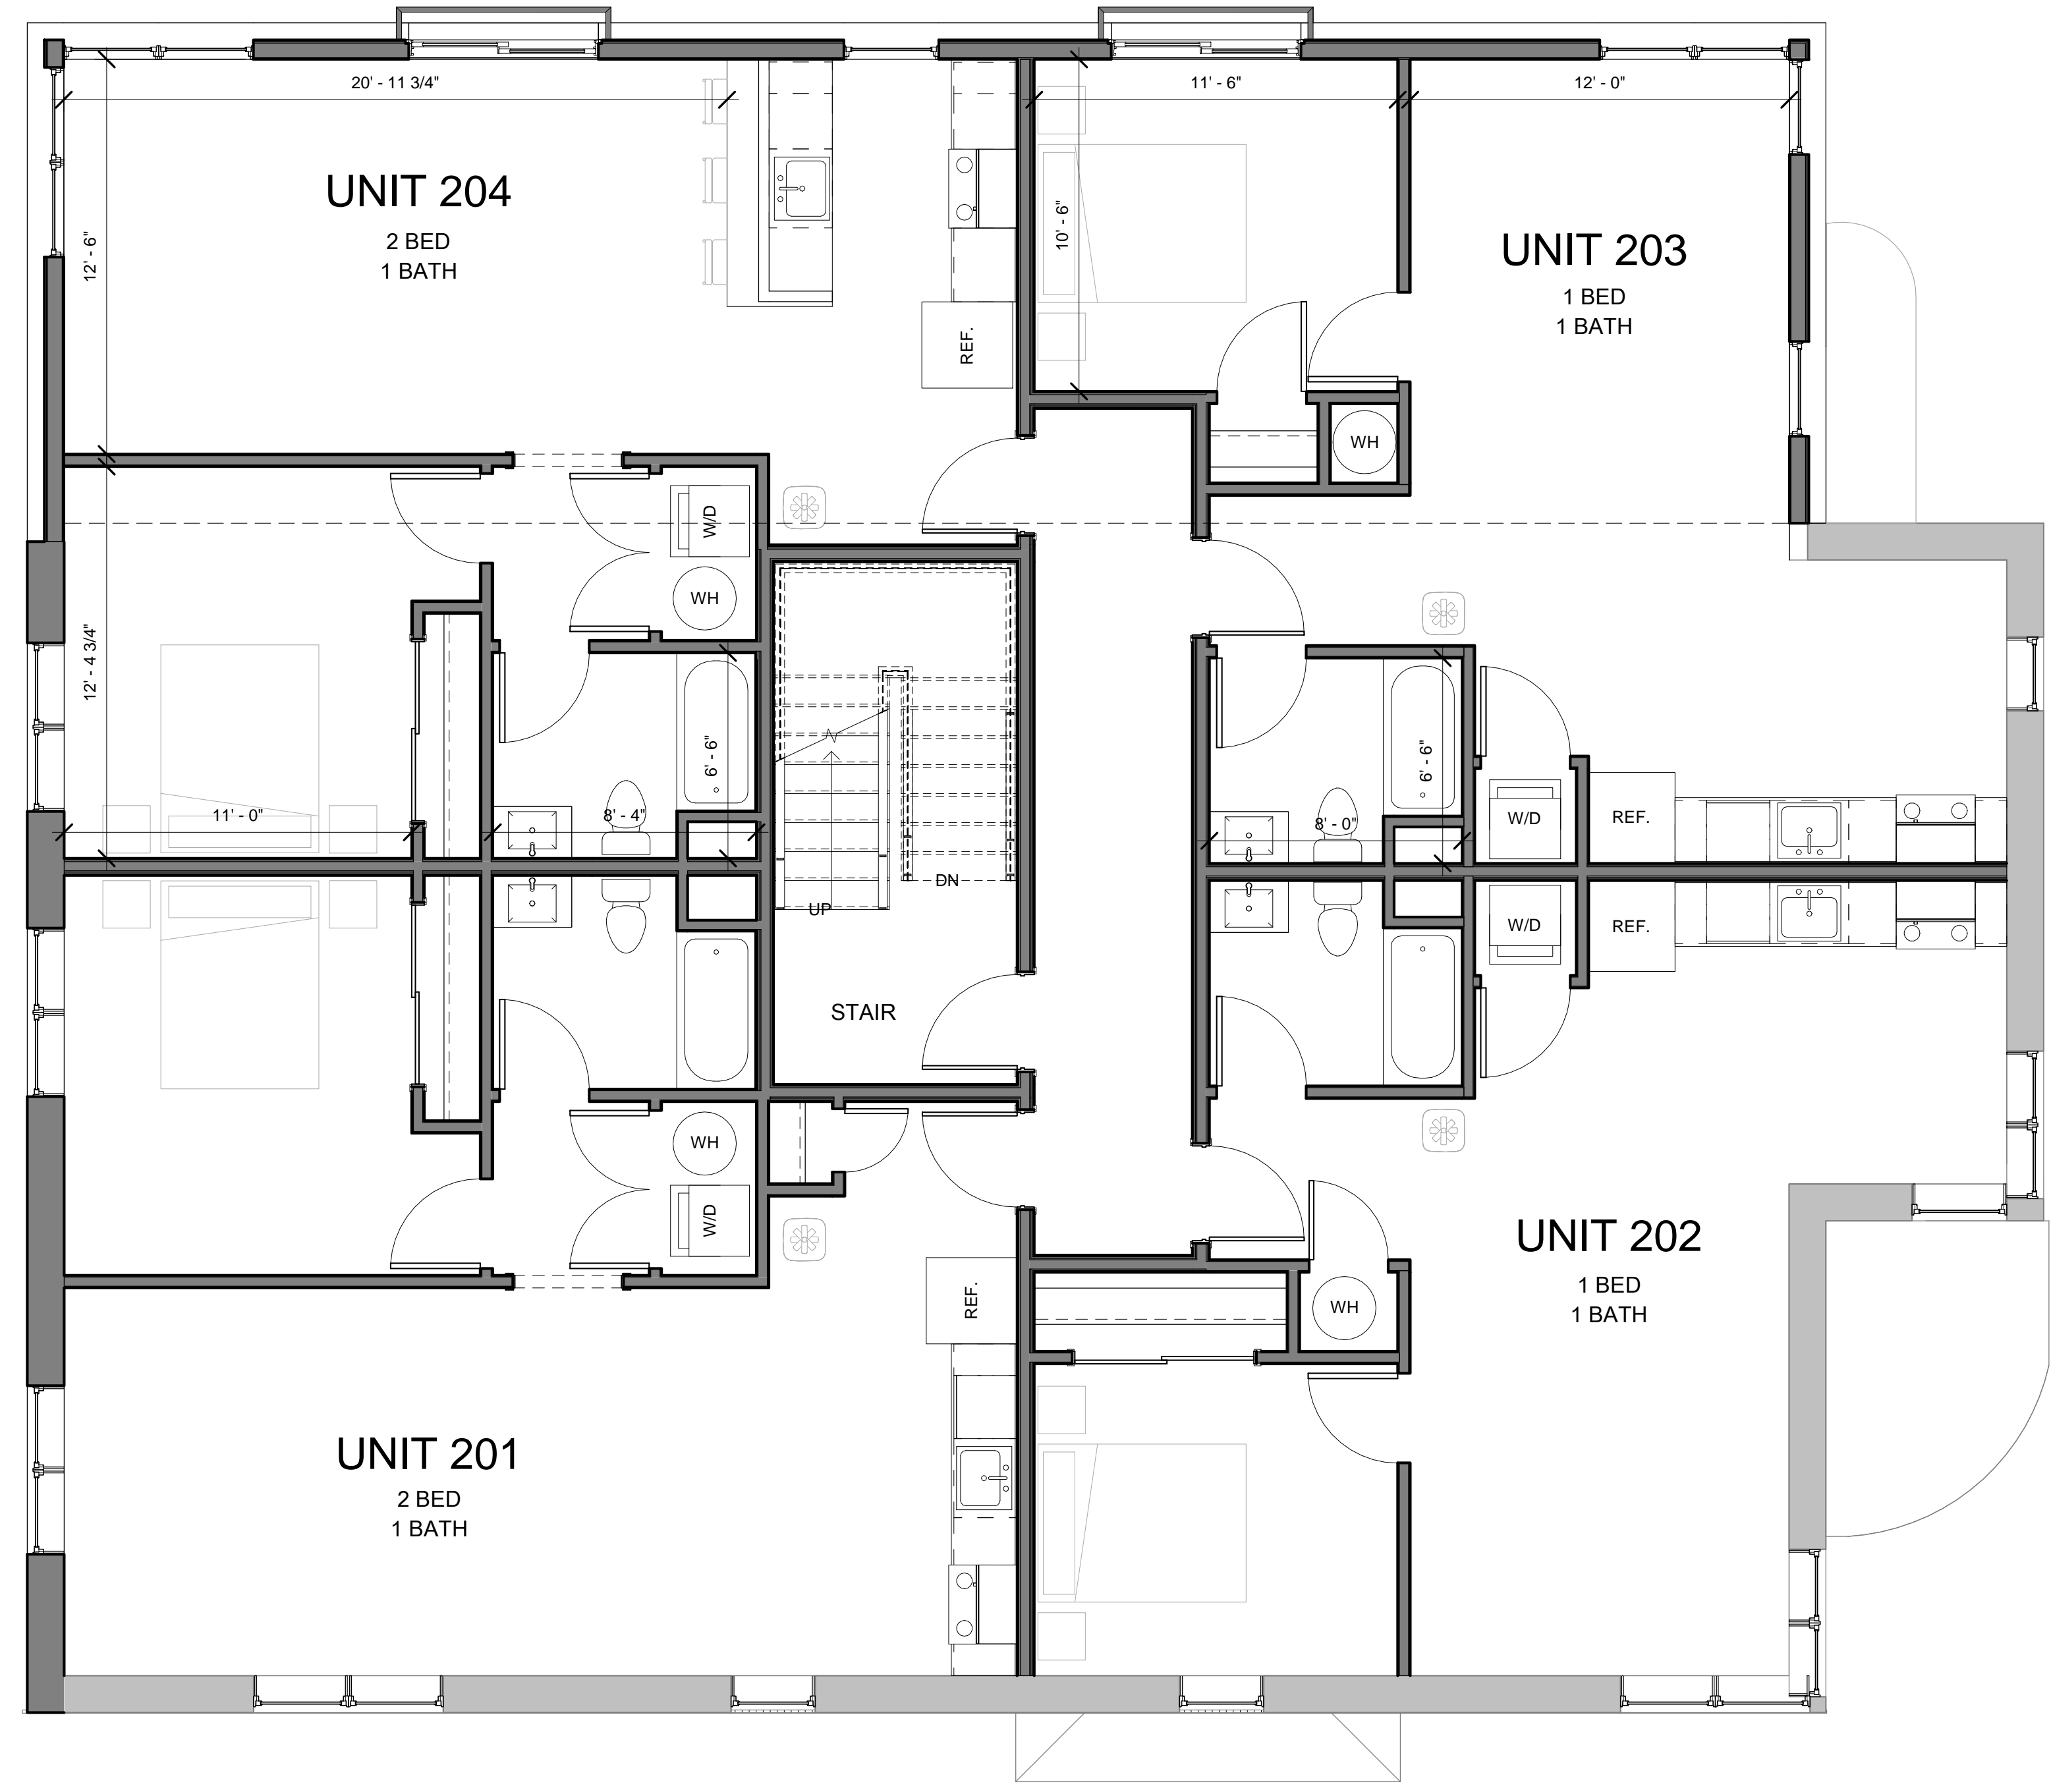 20' - 11 3/4"
11' - 6"
12' - 0"
UNIT 204
2 BED
1 BATH
12' - 6"
10' - 6"
UNIT 203
1 BED
1 BATH
REF.
WH
W/D
WH
12' - 4 3/4"
6' - 6"
6' - 6"
11' - 0"
8' - 4"
8' - 0"
W/D
REF.
DN
UP
W/D
REF.
STAIR
WH
W/D
UNIT 202
1 BED
1 BATH
REF.
WH
UNIT 201
2 BED
1 BATH